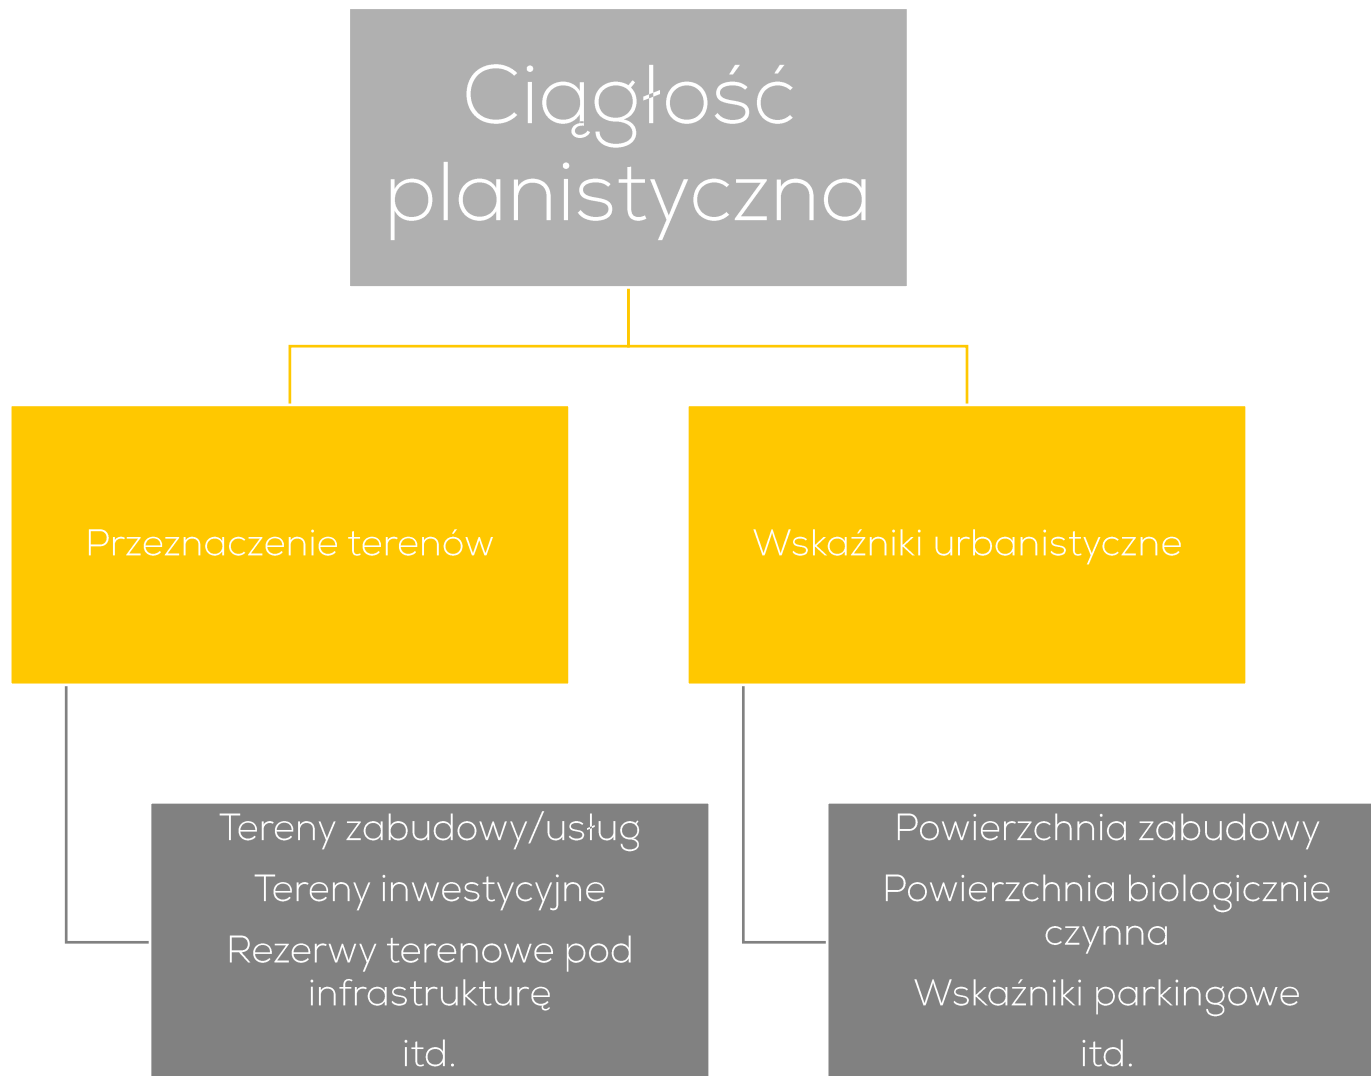 Ciągłość
planistyczna
Przeznaczenie terenów
Wskaźniki urbanistyczne
Tereny zabudowy/usług
Tereny inwestycyjne
Rezerwy terenowe pod
infrastrukturę
itd.
Powierzchnia zabudowy
Powierzchnia biologicznie
czynna
Wskaźniki parkingowe
itd.